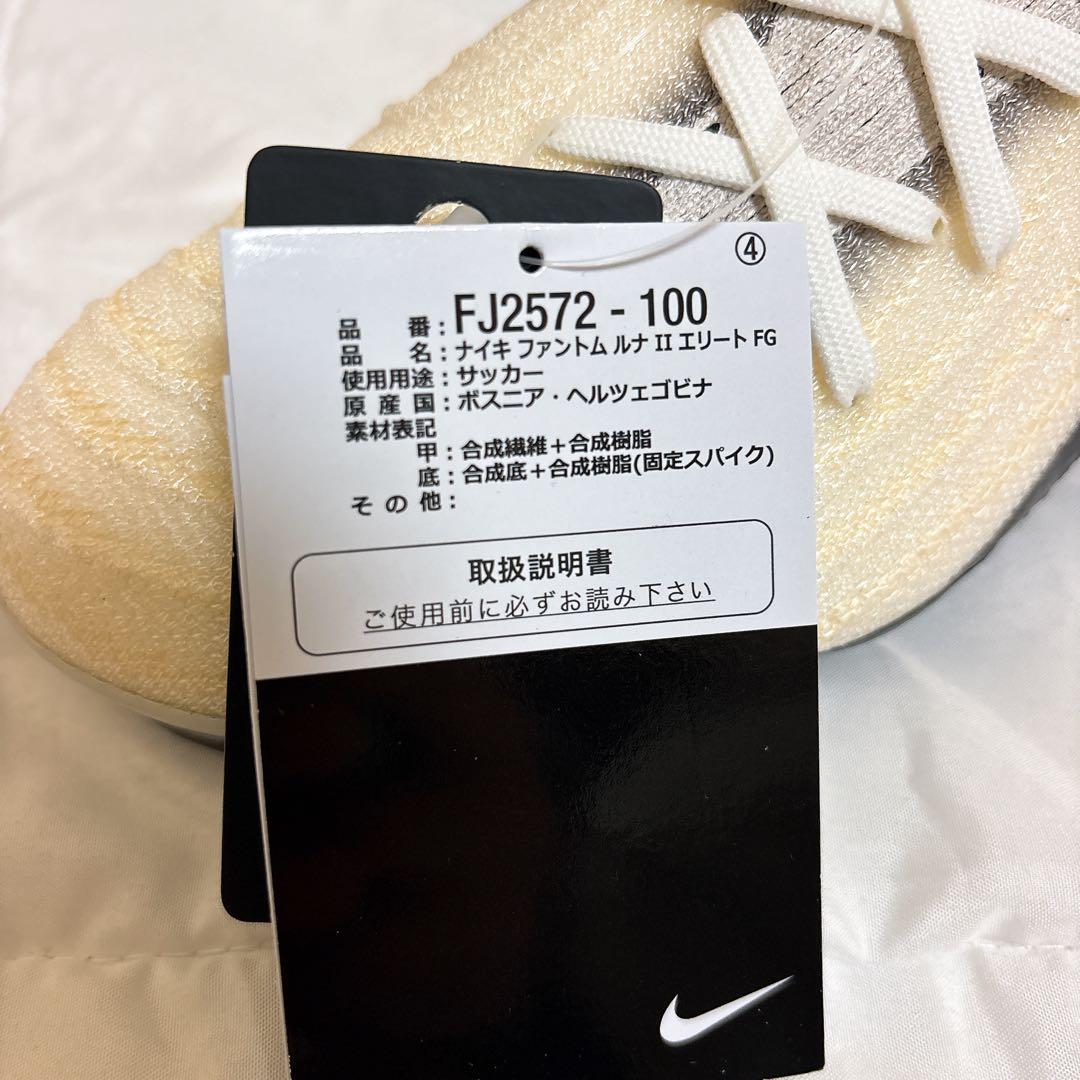 ④
品番：FJ2572 - 100
品名：ナイキ ファントム ルナ II エリート FG
使用用途：サッカー
原産国：ボスニア・ヘルツェゴビナ
素材表記
甲：合成繊維＋合成樹脂
底：合成底＋合成樹脂(固定スパイク)
その他：
取扱説明書
ご使用前に必ずお読み下さい